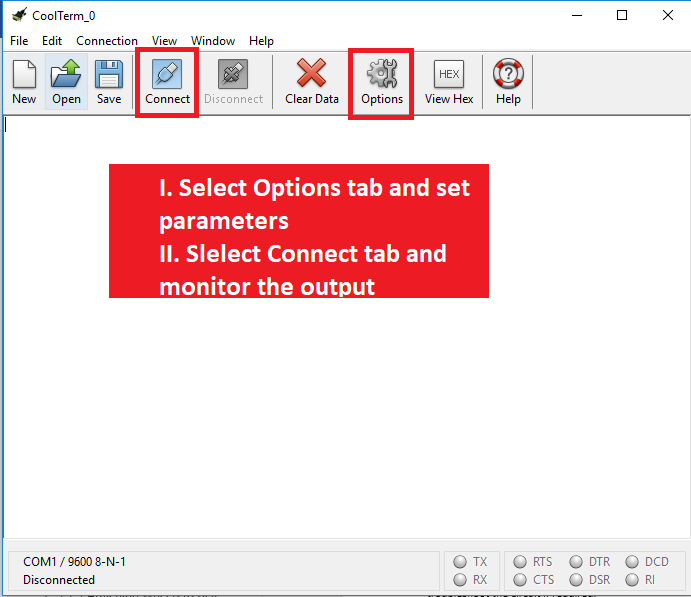 CoolTerm_0
File Edit Connection View Window Help
HEX
New Open Save Connect Disconnect Clear Data Options View Hex Help
I. Select Options tab and set
parameters
II. Slelect Connect tab and
monitor the output
COM1 / 9600 8-N-1
Disconnected
TX RTS DTR DCD
RX CTS DSR RI